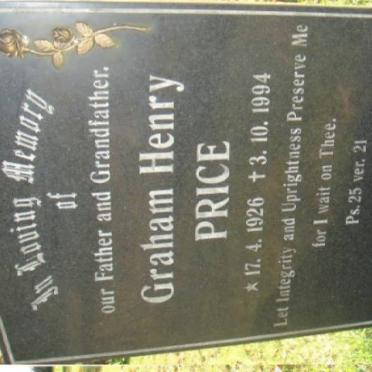 In Loving Memory
of
our Father and Grandfather.
Graham Henry
PRICE
* 17. 4. 1926 † 3. 10. 1994
Let Integrity and Uprightness Preserve Me
for I wait on Thee.
Ps. 25 ver. 21